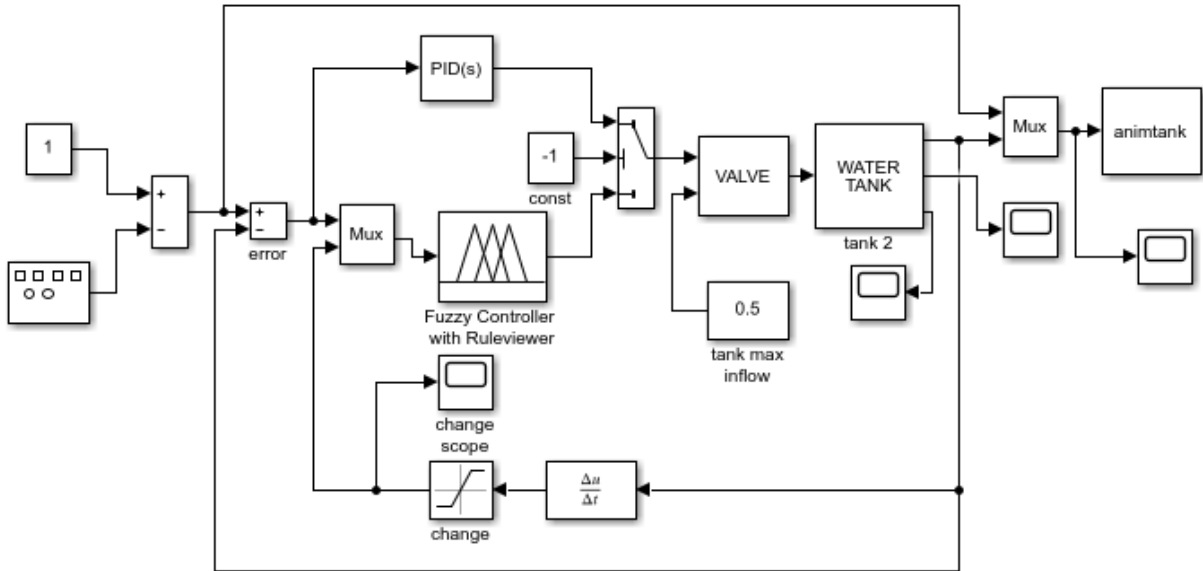 PID(s)
1
+
−
-1
const
VALVE
WATER
TANK
tank 2
Mux
animtank
+
−
error
Mux
Fuzzy Controller
with Ruleviewer
0.5
tank max
inflow
change
scope
Δu
Δt
change